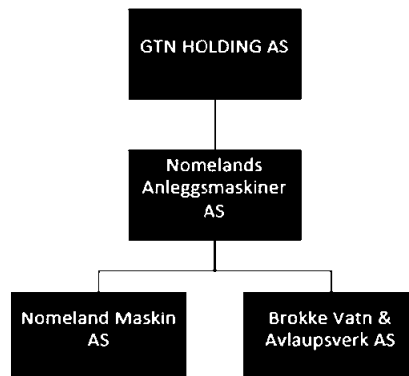 GTN HOLDING AS
Nomelands
Anleggsmaskiner
AS
Nomeland Maskin
AS
Brokke Vatn &
Avlaupsverk AS